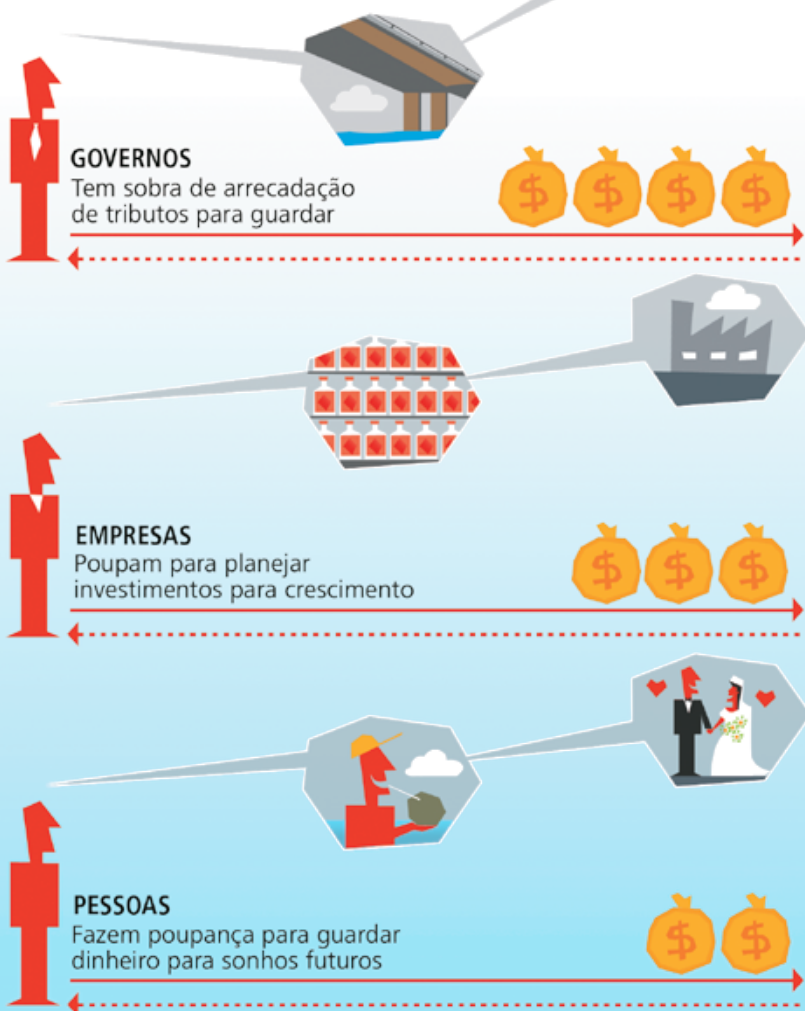 GOVERNOS
Tem sobra de arrecadação
de tributos para guardar
$ $ $ $
EMPRESAS
Poupam para planejar
investimentos para crescimento
$ $ $
PESSOAS
Fazem poupança para guardar
dinheiro para sonhos futuros
$ $